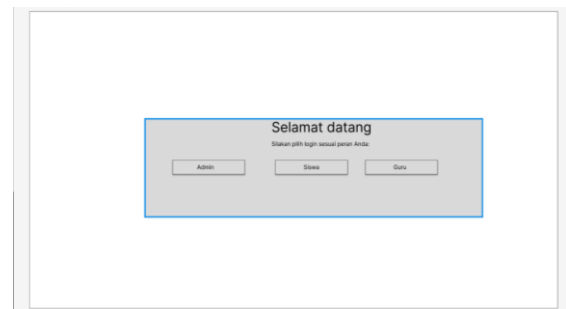 Selamat datang
Silakan pilih login sesuai peran Anda:
Admin
Siswa
Guru